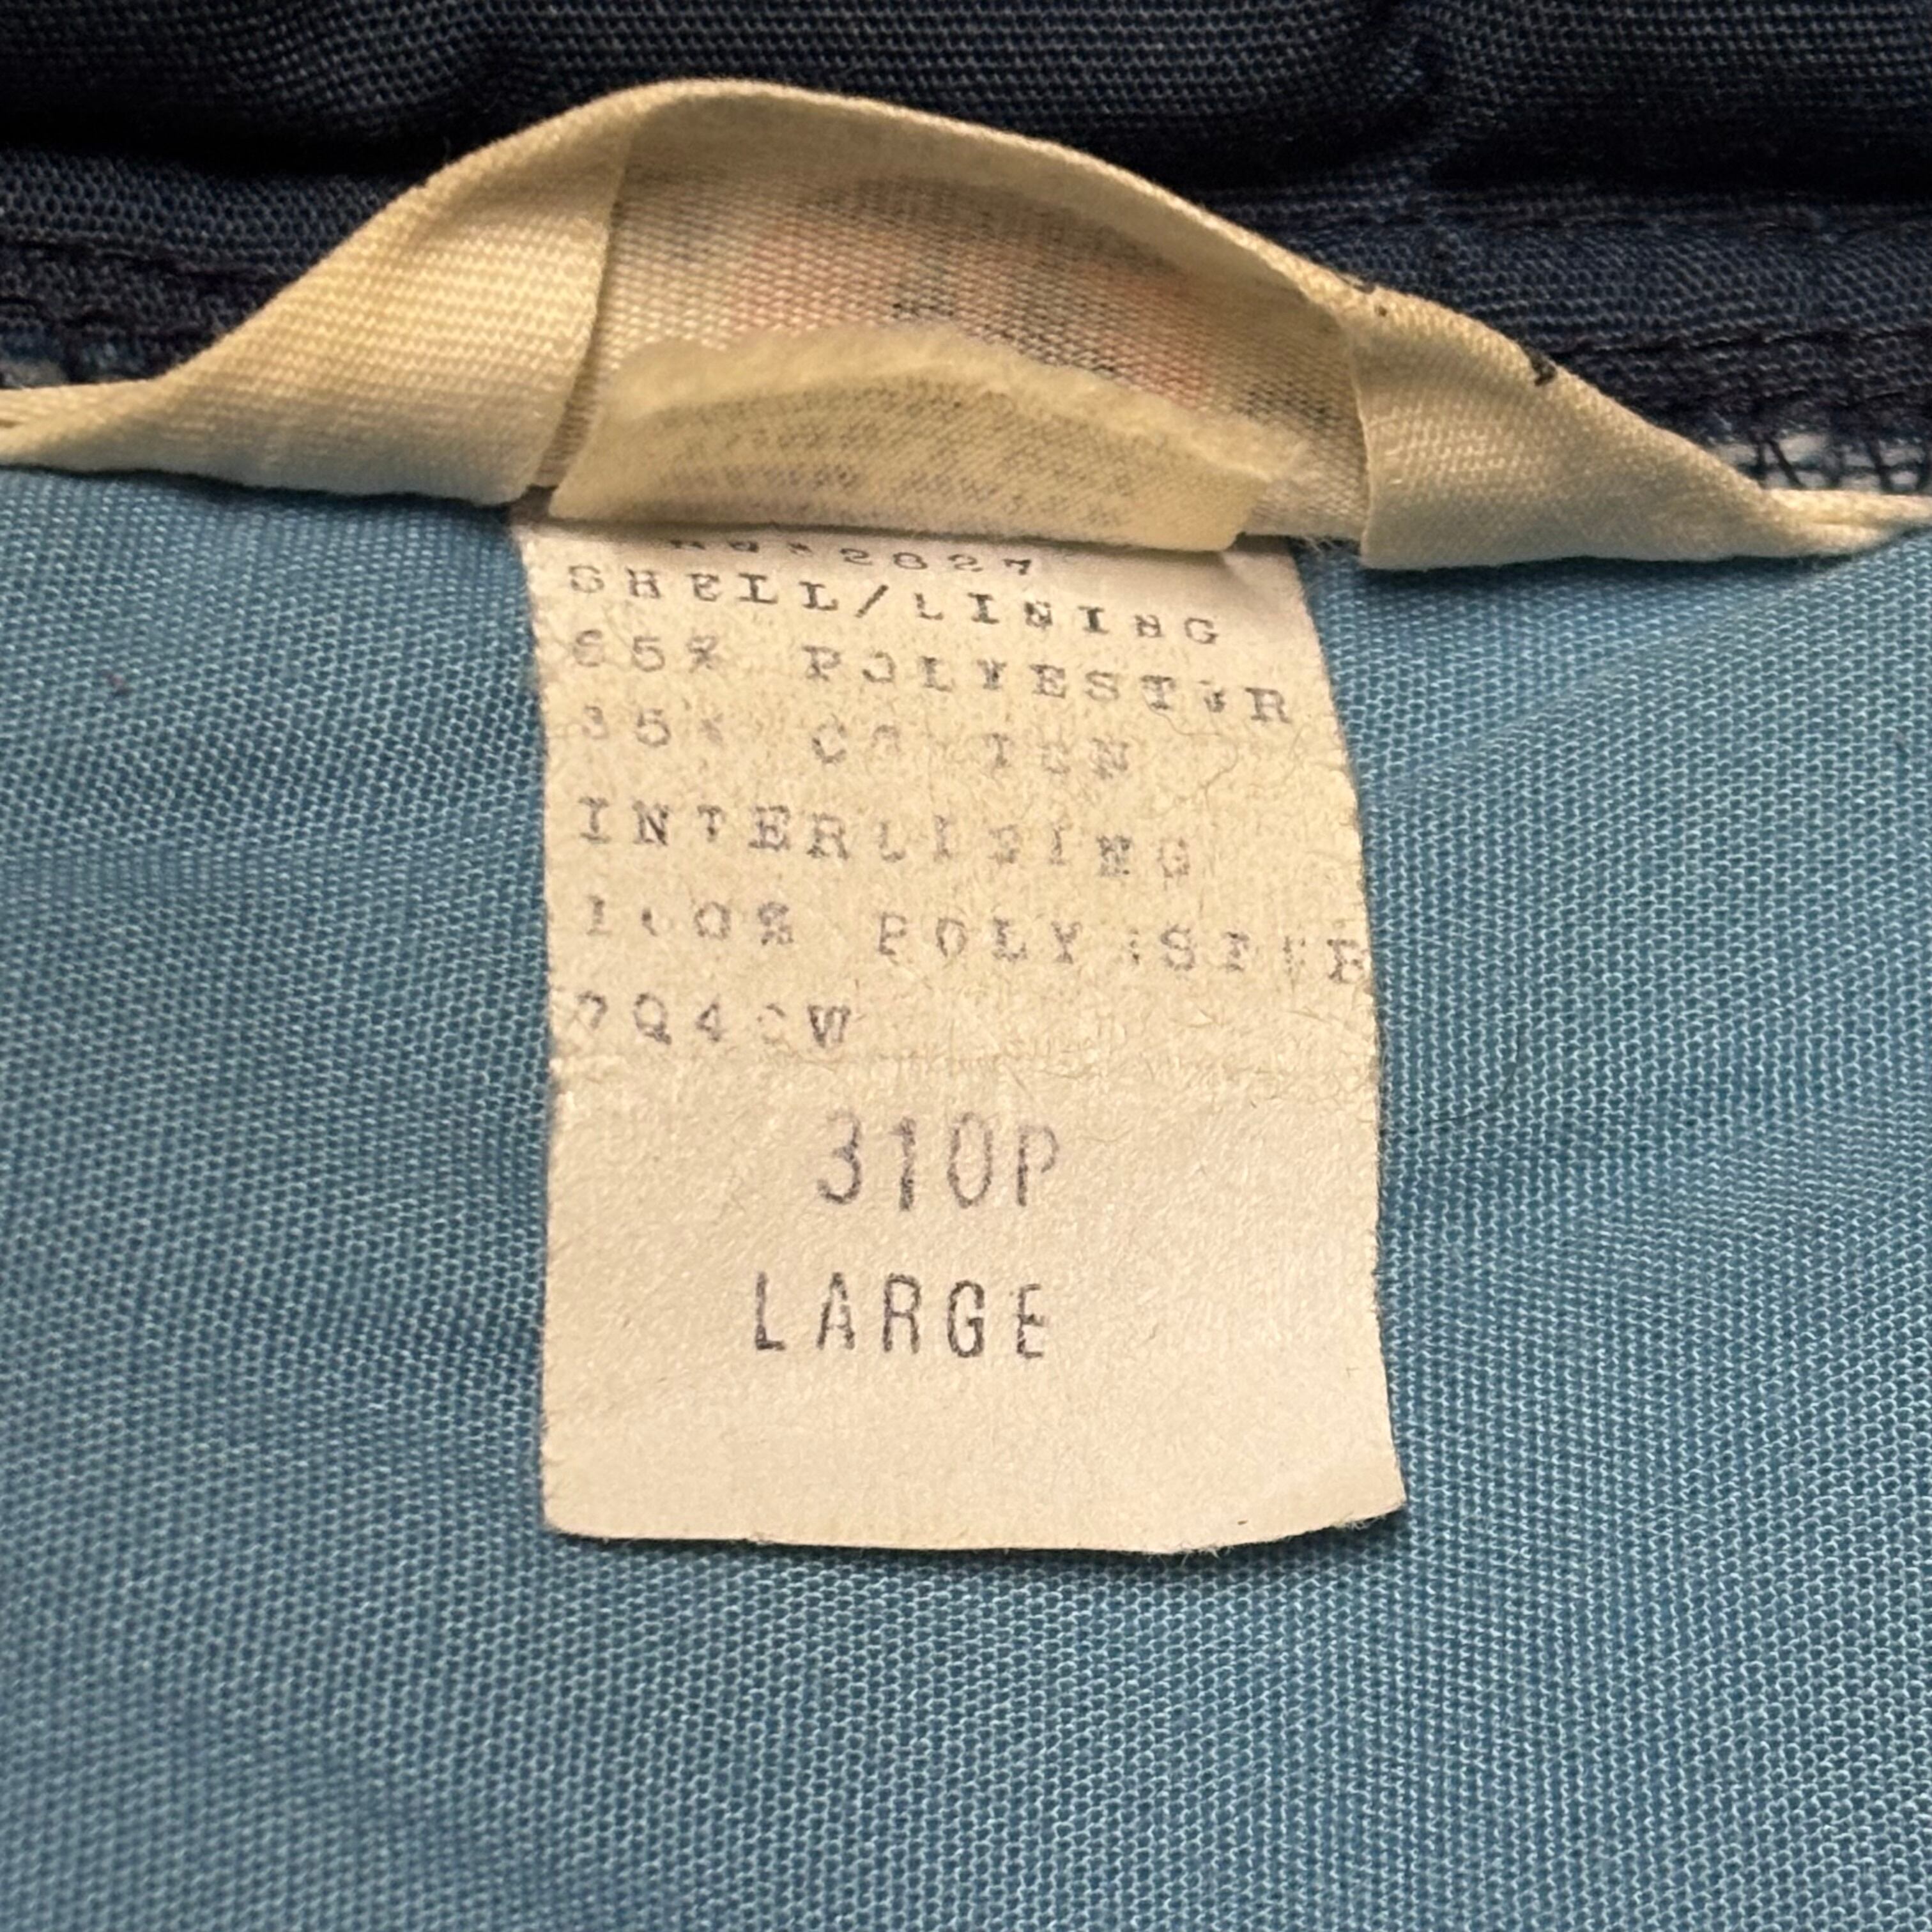 SHELL/LINING
65% POLYESTER
35% COTTON
INTERLINING
100% POLYESTER
310P
LARGE